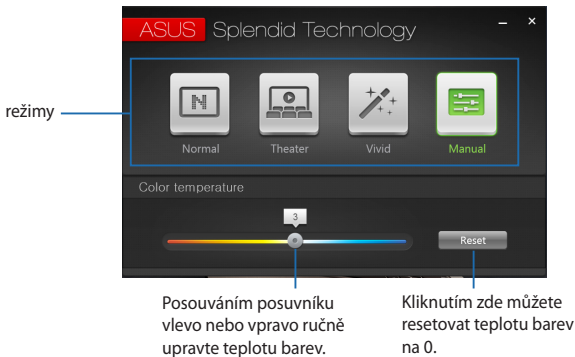 ASUS Splendid Technology
režimy
Normal Theater Vivid Manual
Color temperature
3
Reset
Posouváním posuvníku
vlevo nebo vpravo ručně
upravte teplotu barev.
Kliknutím zde můžete
resetovat teplotu barev
na 0.